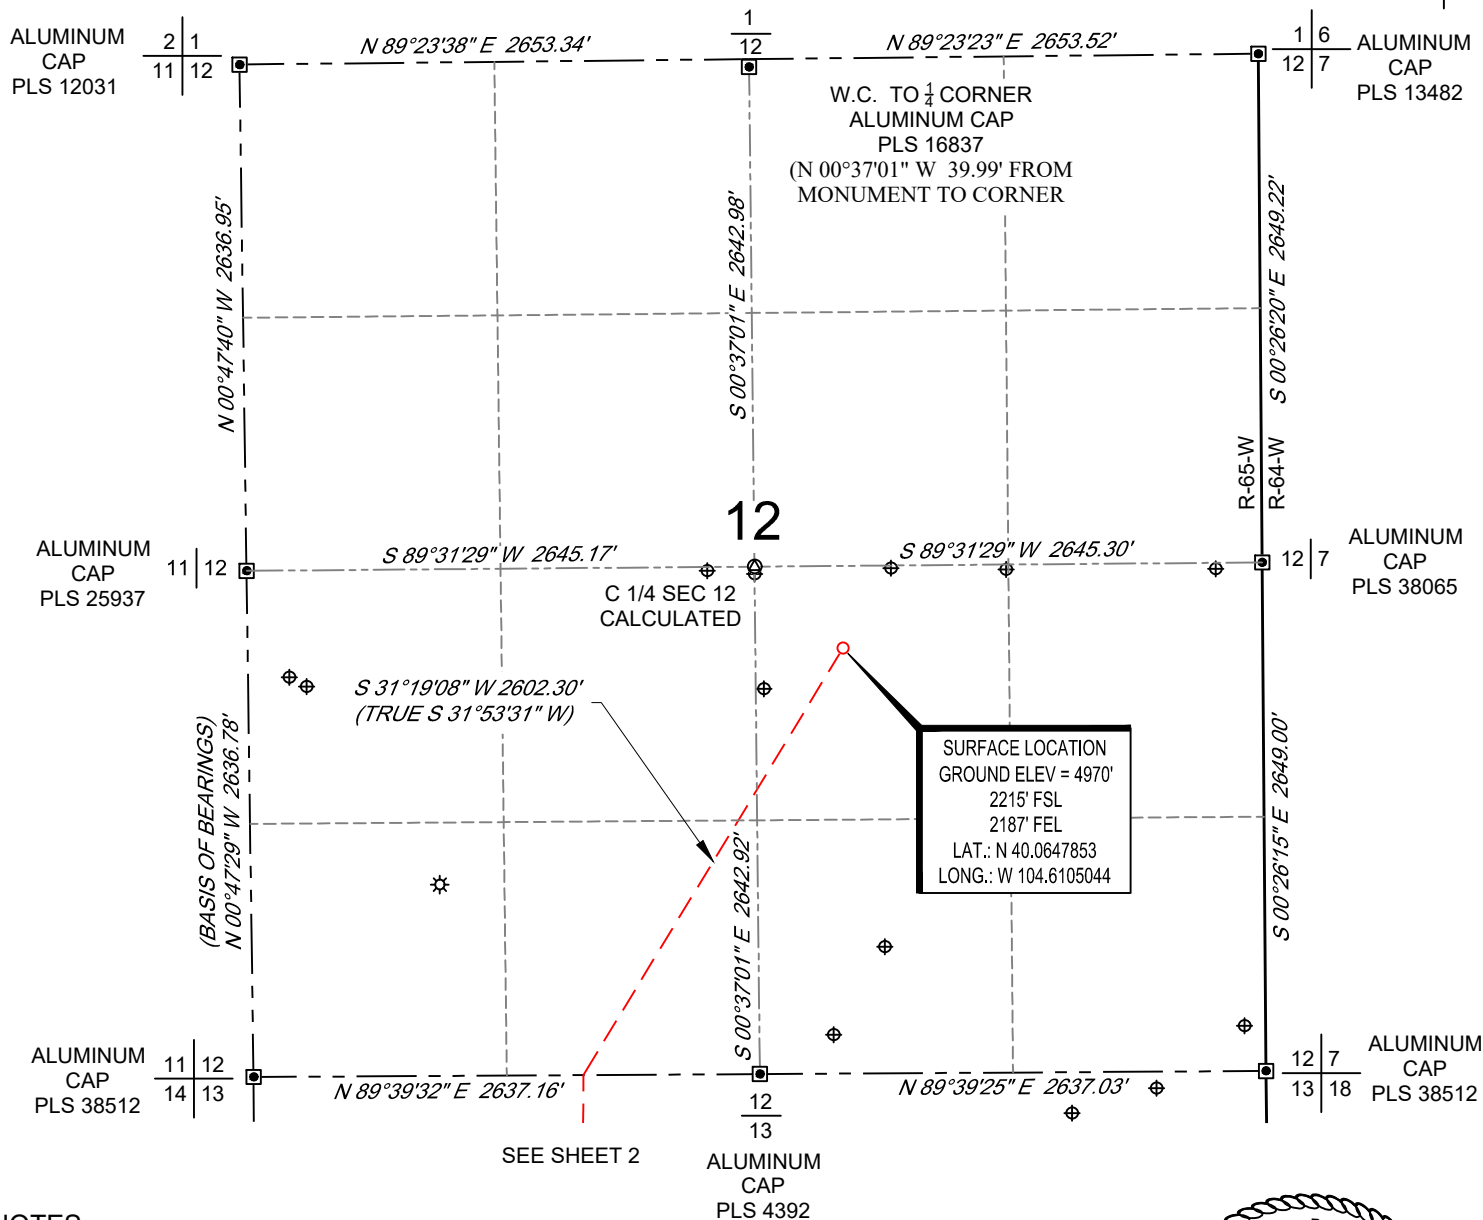 ALUMINUM
CAP
PLS 12031
2 1
11 12
N 89°23'38" E 2653.34'
1
12
N 89°23'23" E 2653.52'
1 6
12 7
ALUMINUM
CAP
PLS 13482
W.C. TO 1/4 CORNER
ALUMINUM CAP
PLS 16837
(N 00°37'01" W 39.99' FROM
MONUMENT TO CORNER
N 00°47'40" W 2636.95'
S 00°37'01" E 2642.98'
S 00°26'20" E 2649.22'
R-65-W
R-64-W
12
ALUMINUM
CAP
PLS 25937
11 12
S 89°31'29" W 2645.17'
S 89°31'29" W 2645.30'
12 7
ALUMINUM
CAP
PLS 38065
C 1/4 SEC 12
CALCULATED
S 31°19'08" W 2602.30'
(TRUE S 31°53'31" W)
(BASIS OF BEARINGS)
N 00°47'29" W 2636.78'
SURFACE LOCATION
GROUND ELEV = 4970'
2215' FSL
2187' FEL
LAT.: N 40.0647853
LONG.: W 104.6105044
S 00°37'01" E 2642.92'
S 00°26'15" E 2649.00'
ALUMINUM
CAP
PLS 38512
11 12
14 13
N 89°39'32" E 2637.16'
12
13
N 89°39'25" E 2637.03'
12 7
13 18
ALUMINUM
CAP
PLS 38512
SEE SHEET 2
ALUMINUM
CAP
PLS 4392